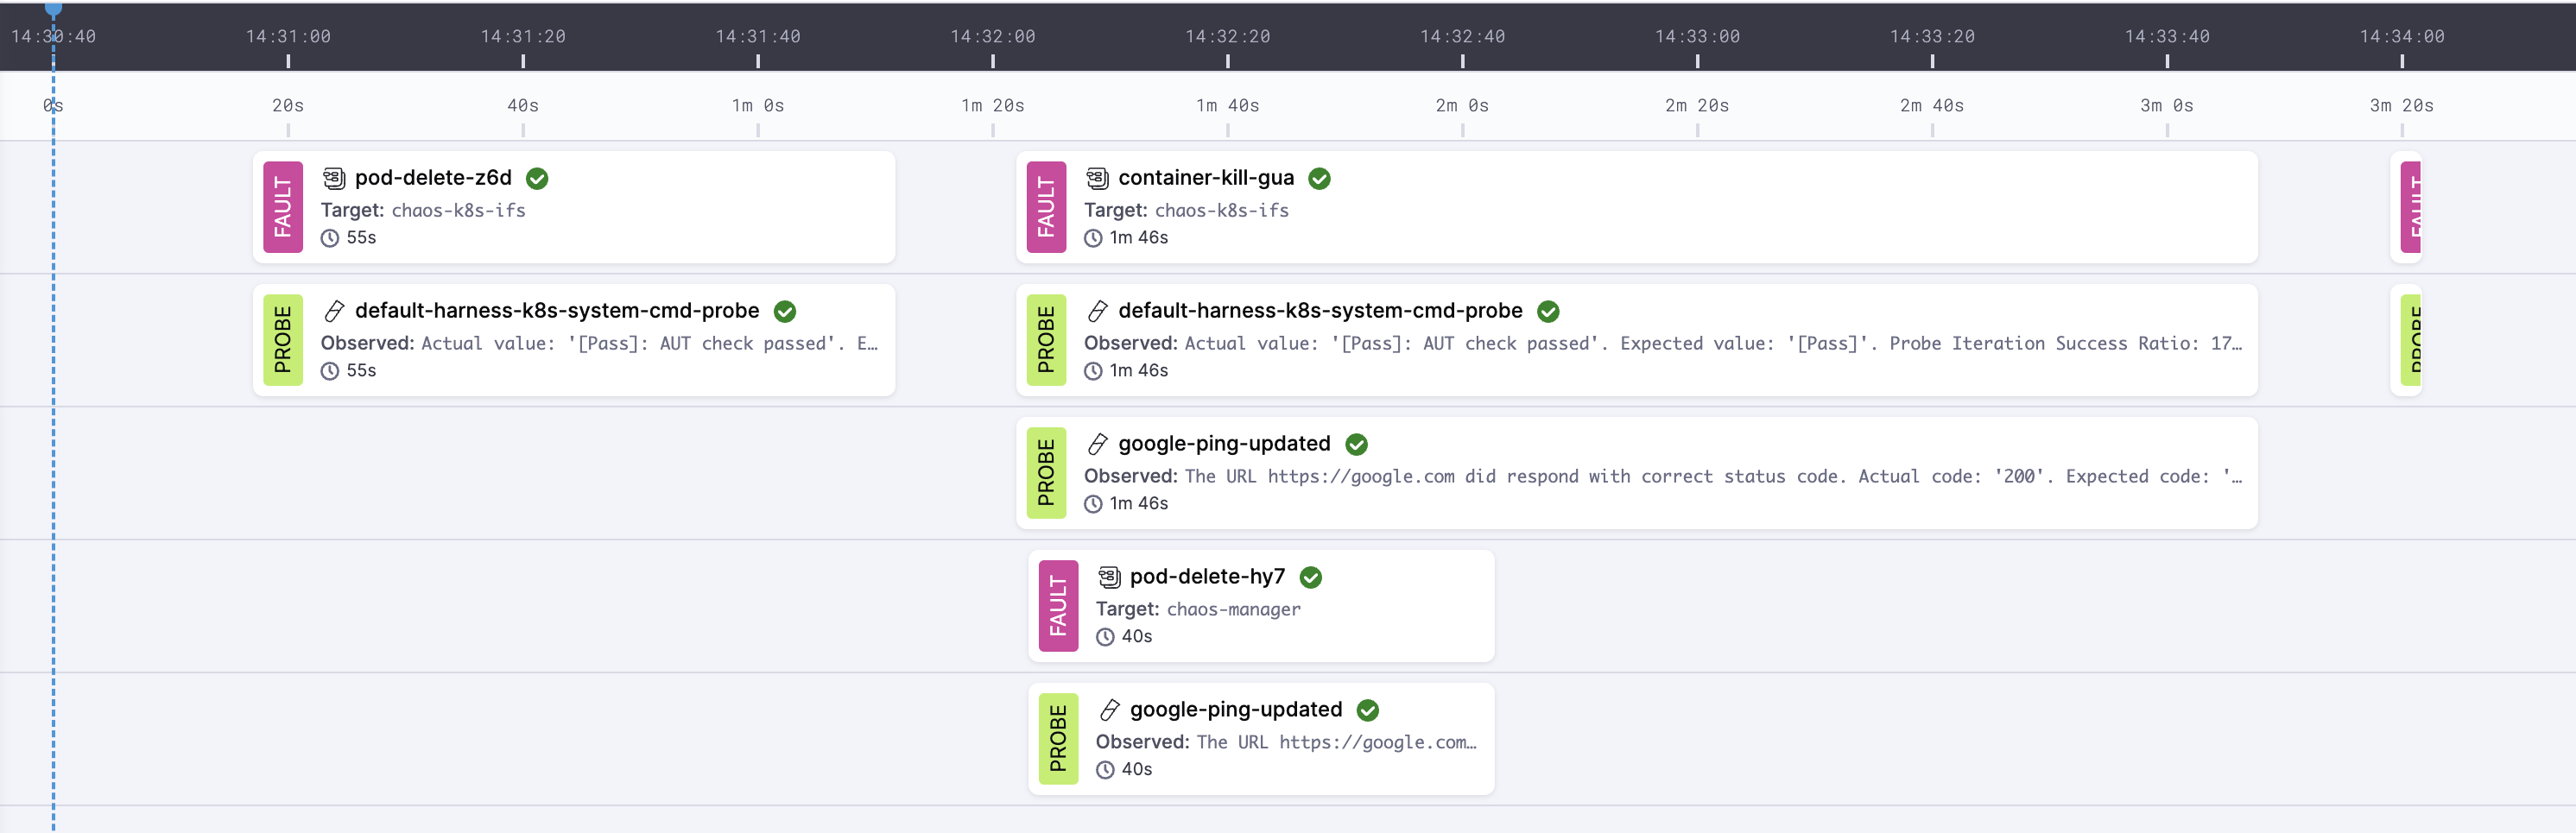 14:30:40 14:31:00 14:31:20 14:31:40 14:32:00 14:32:20 14:32:40 14:33:00 14:33:20 14:33:40 14:34:00
0s 20s 40s 1m 0s 1m 20s 1m 40s 2m 0s 2m 20s 2m 40s 3m 0s 3m 20s
FAULT
pod-delete-z6d
Target: chaos-k8s-ifs
55s
FAULT
container-kill-gua
Target: chaos-k8s-ifs
1m 46s
FAULT
PROBE
default-harness-k8s-system-cmd-probe
Observed: Actual value: '[Pass]: AUT check passed'. E…
55s
PROBE
default-harness-k8s-system-cmd-probe
Observed: Actual value: '[Pass]: AUT check passed'. Expected value: '[Pass]'. Probe Iteration Success Ratio: 17…
1m 46s
PROBE
PROBE
google-ping-updated
Observed: The URL https://google.com did respond with correct status code. Actual code: '200'. Expected code: '…
1m 46s
FAULT
pod-delete-hy7
Target: chaos-manager
40s
PROBE
google-ping-updated
Observed: The URL https://google.com…
40s